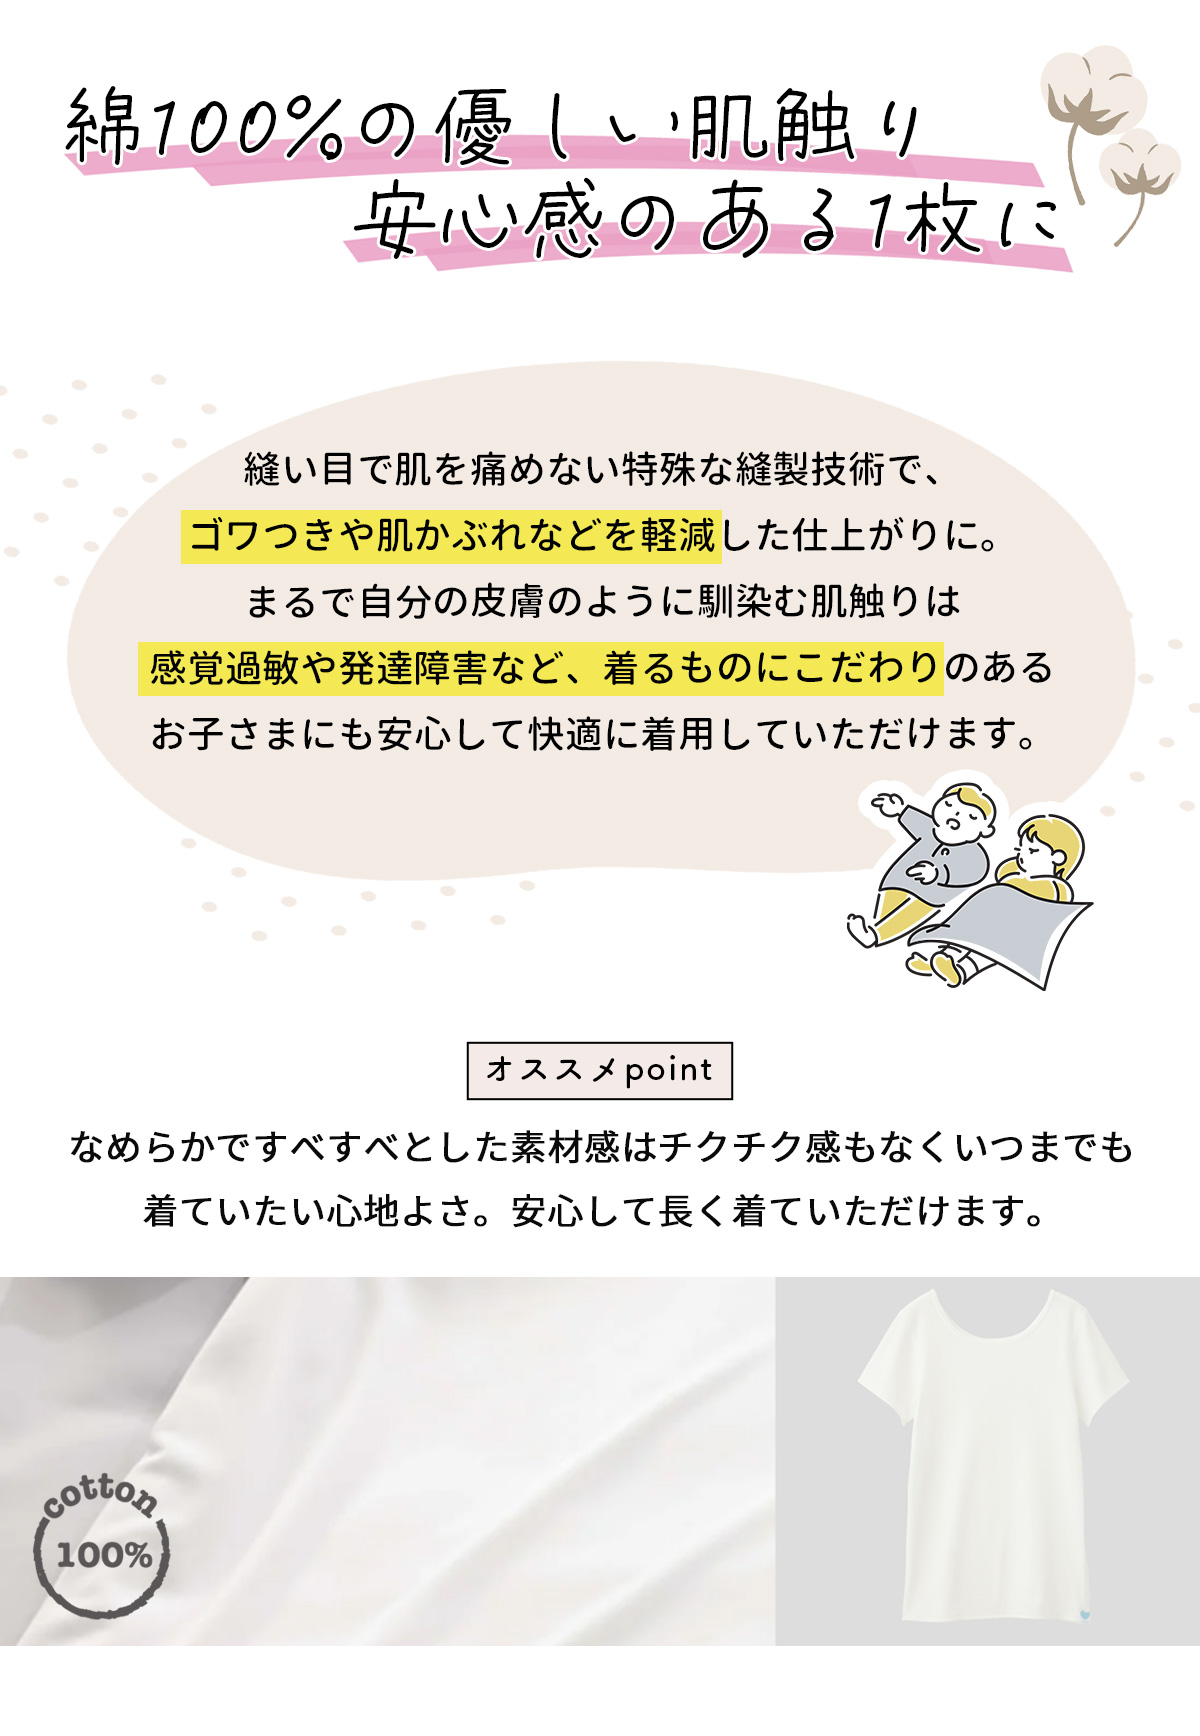 綿100%の優しい肌触り
安心感のある1枚に
縫い目で肌を痛めない特殊な縫製技術で、
ゴワつきや肌かぶれなどを軽減した仕上がりに。
まるで自分の皮膚のように馴染む肌触りは
感覚過敏や発達障害など、着るものにこだわりのある
お子さまにも安心して快適に着用していただけます。
オススメpoint
なめらかですべすべとした素材感はチクチク感もなくいつまでも
着ていたい心地よさ。安心して長く着ていただけます。
cotton
100%